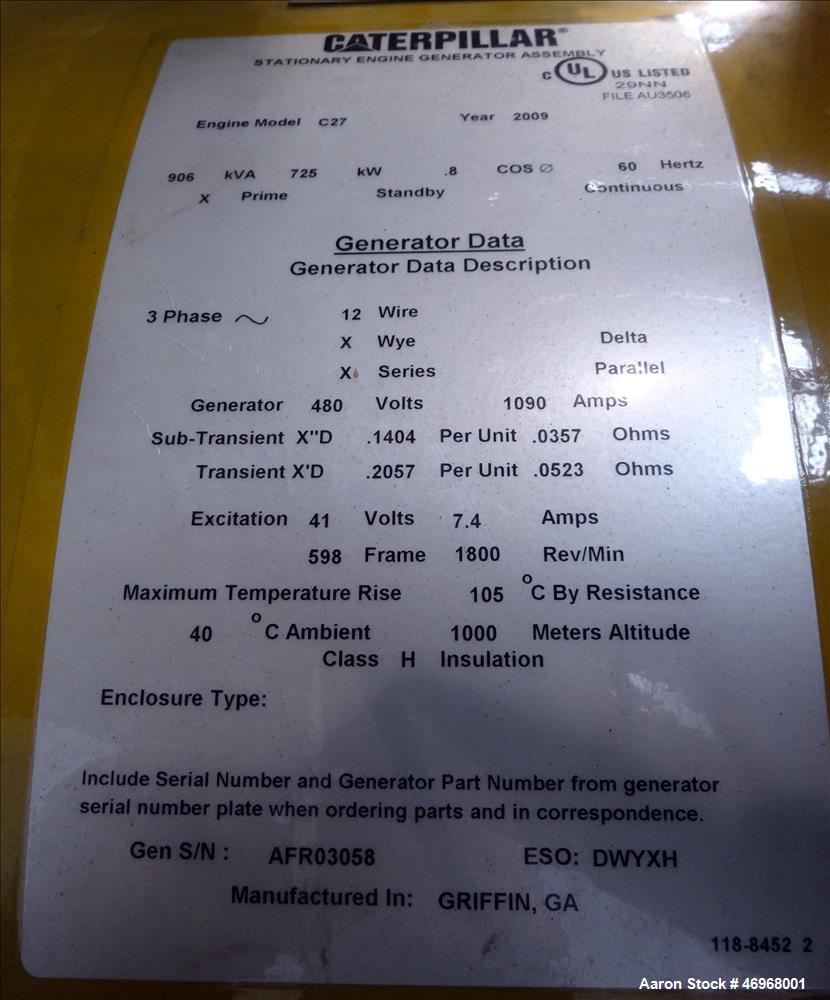 CATERPILLAR®
STATIONARY ENGINE GENERATOR ASSEMBLY
C UL US LISTED
29NN
FILE AU3506
Engine Model C27 Year 2009
906 kVA 725 kW .8 COS Ø 60 Hertz
X Prime Standby Continuous
Generator Data
Generator Data Description
3 Phase 12 Wire
X Wye Delta
X Series Parallel
Generator 480 Volts 1090 Amps
Sub-Transient X"D .1404 Per Unit .0357 Ohms
Transient X'D .2057 Per Unit .0523 Ohms
Excitation 41 Volts 7.4 Amps
598 Frame 1800 Rev/Min
Maximum Temperature Rise 105 °C By Resistance
40 °C Ambient 1000 Meters Altitude
Class H Insulation
Enclosure Type:
Include Serial Number and Generator Part Number from generator
serial number plate when ordering parts and in correspondence.
Gen S/N : AFR03058 ESO: DWYXH
Manufactured In: GRIFFIN, GA
118-8452 2
Aaron Stock # 46968001